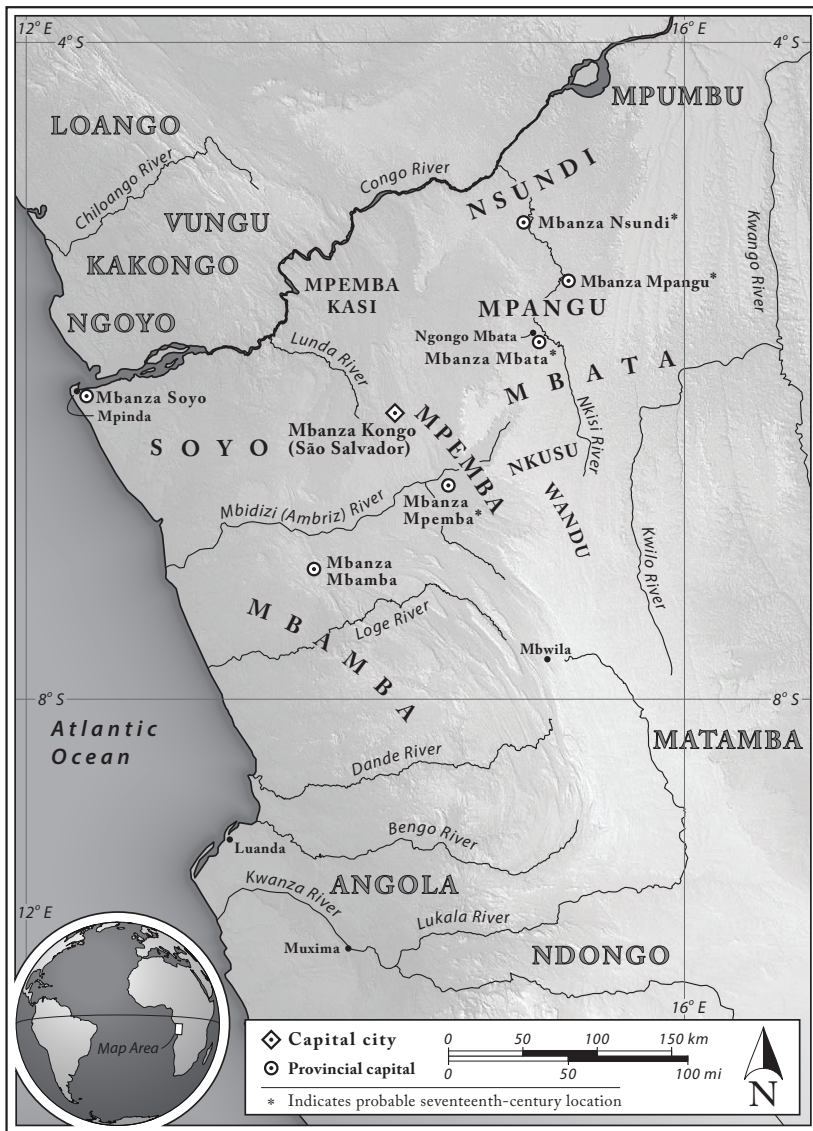 12° E
16° E
4° S
4° S
MPUMBU
LOANGO
Chiloango River
Congo River
NSUNDI
VUNGU
Mbanza Nsundi*
Kwango River
KAKONGO
MPEMBA
KASI
Mbanza Mpangu*
MPANGU
NGOYO
Ngongo Mbata
Lunda River
Mbanza Mbata*
MBATA
Mbanza Soyo
Mpinda
Nkisi River
SOYO
Mbanza Kongo
(São Salvador)
MPEMBA
NKUSU
Mbidizi (Ambriz) River
Mbanza
Mpemba*
WANDU
Kwilo River
Mbanza
Mbamba
MBAMBA
Loge River
Mbwila
8° S
8° S
Atlantic
Ocean
MATAMBA
Dande River
Bengo River
Luanda
ANGOLA
Kwanza River
12° E
Lukala River
Muxima
NDONGO
16° E
Map Area
Capital city
Provincial capital
* Indicates probable seventeenth-century location
0 50 100 150 km
0 50 100 mi
N